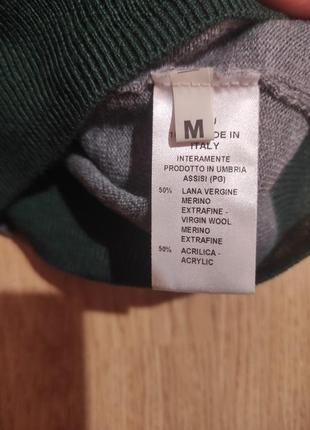 M
DE IN
ITALY
INTERAMENTE
PRODOTTO IN UMBRIA
ASSISI (PG)
50% LANA VERGINE
MERINO
EXTRAFINE -
VIRGIN WOOL
MERINO
EXTRAFINE
50% ACRILICA -
ACRYLIC